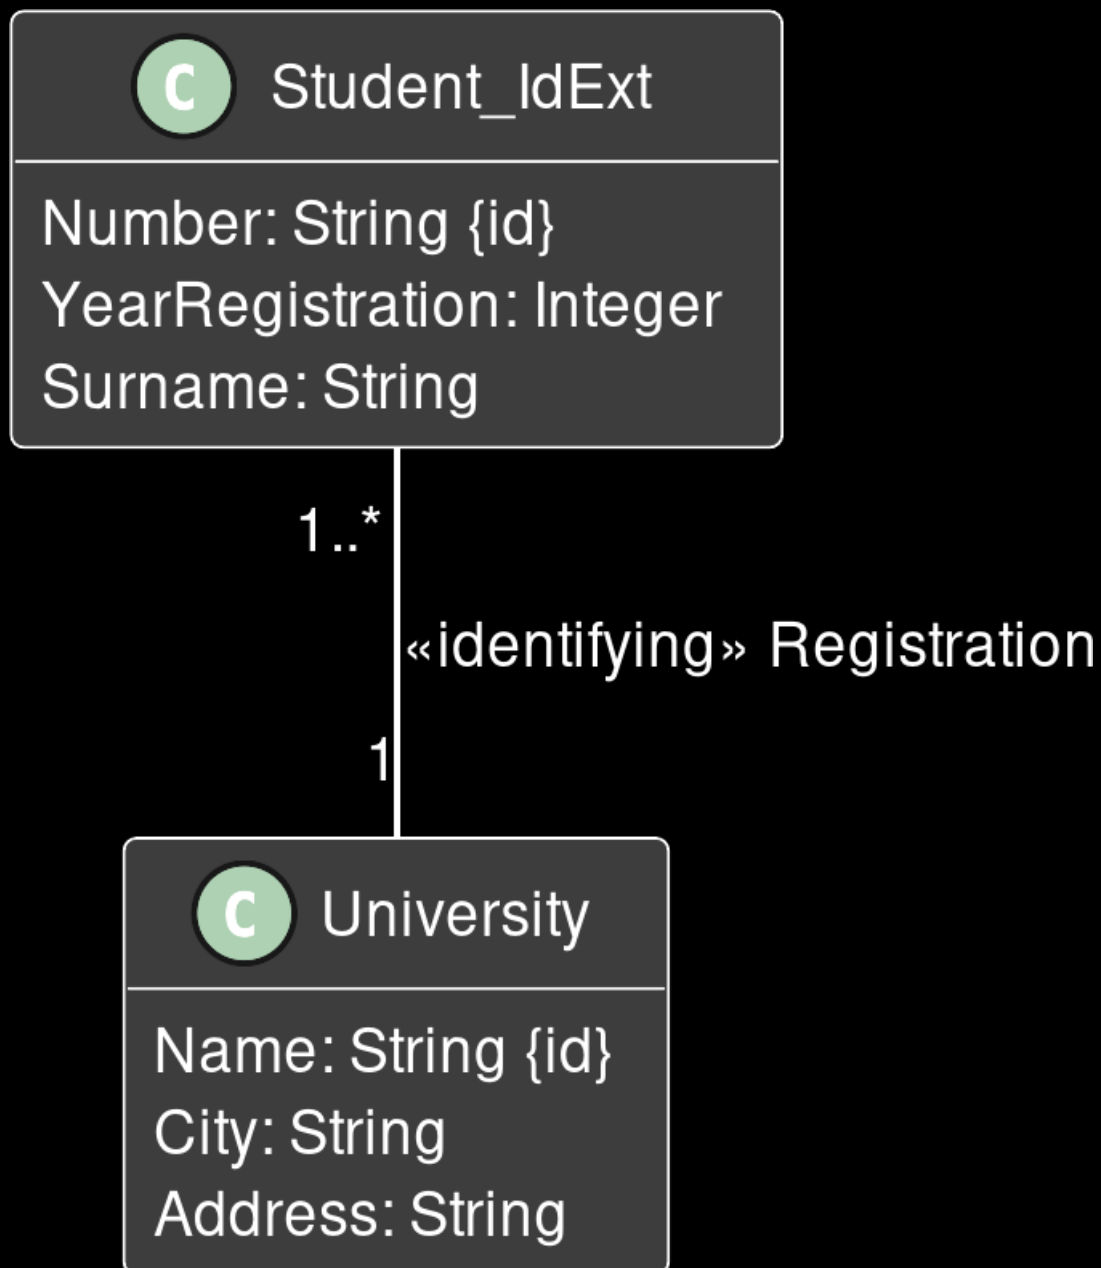 C Student_IdExt
Number: String {id}
YearRegistration: Integer
Surname: String
1..*
«identifying» Registration
1
C University
Name: String {id}
City: String
Address: String